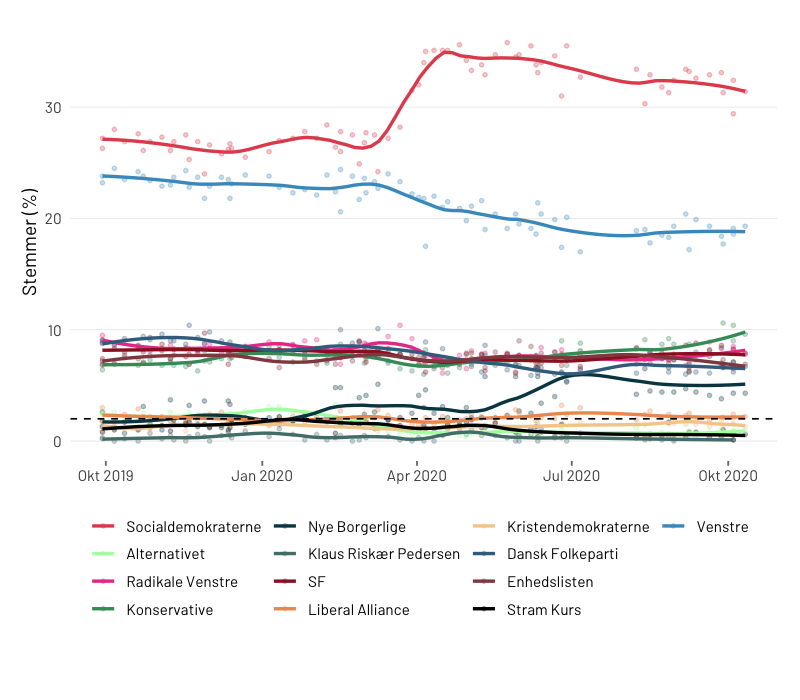 Stemmer (%)
30
20
10
0
Okt 2019 Jan 2020 Apr 2020 Jul 2020 Okt 2020
Socialdemokraterne Nye Borgerlige Kristendemokraterne Venstre
Alternativet Klaus Riskær Pedersen Dansk Folkeparti
Radikale Venstre SF Enhedslisten
Konservative Liberal Alliance Stram Kurs